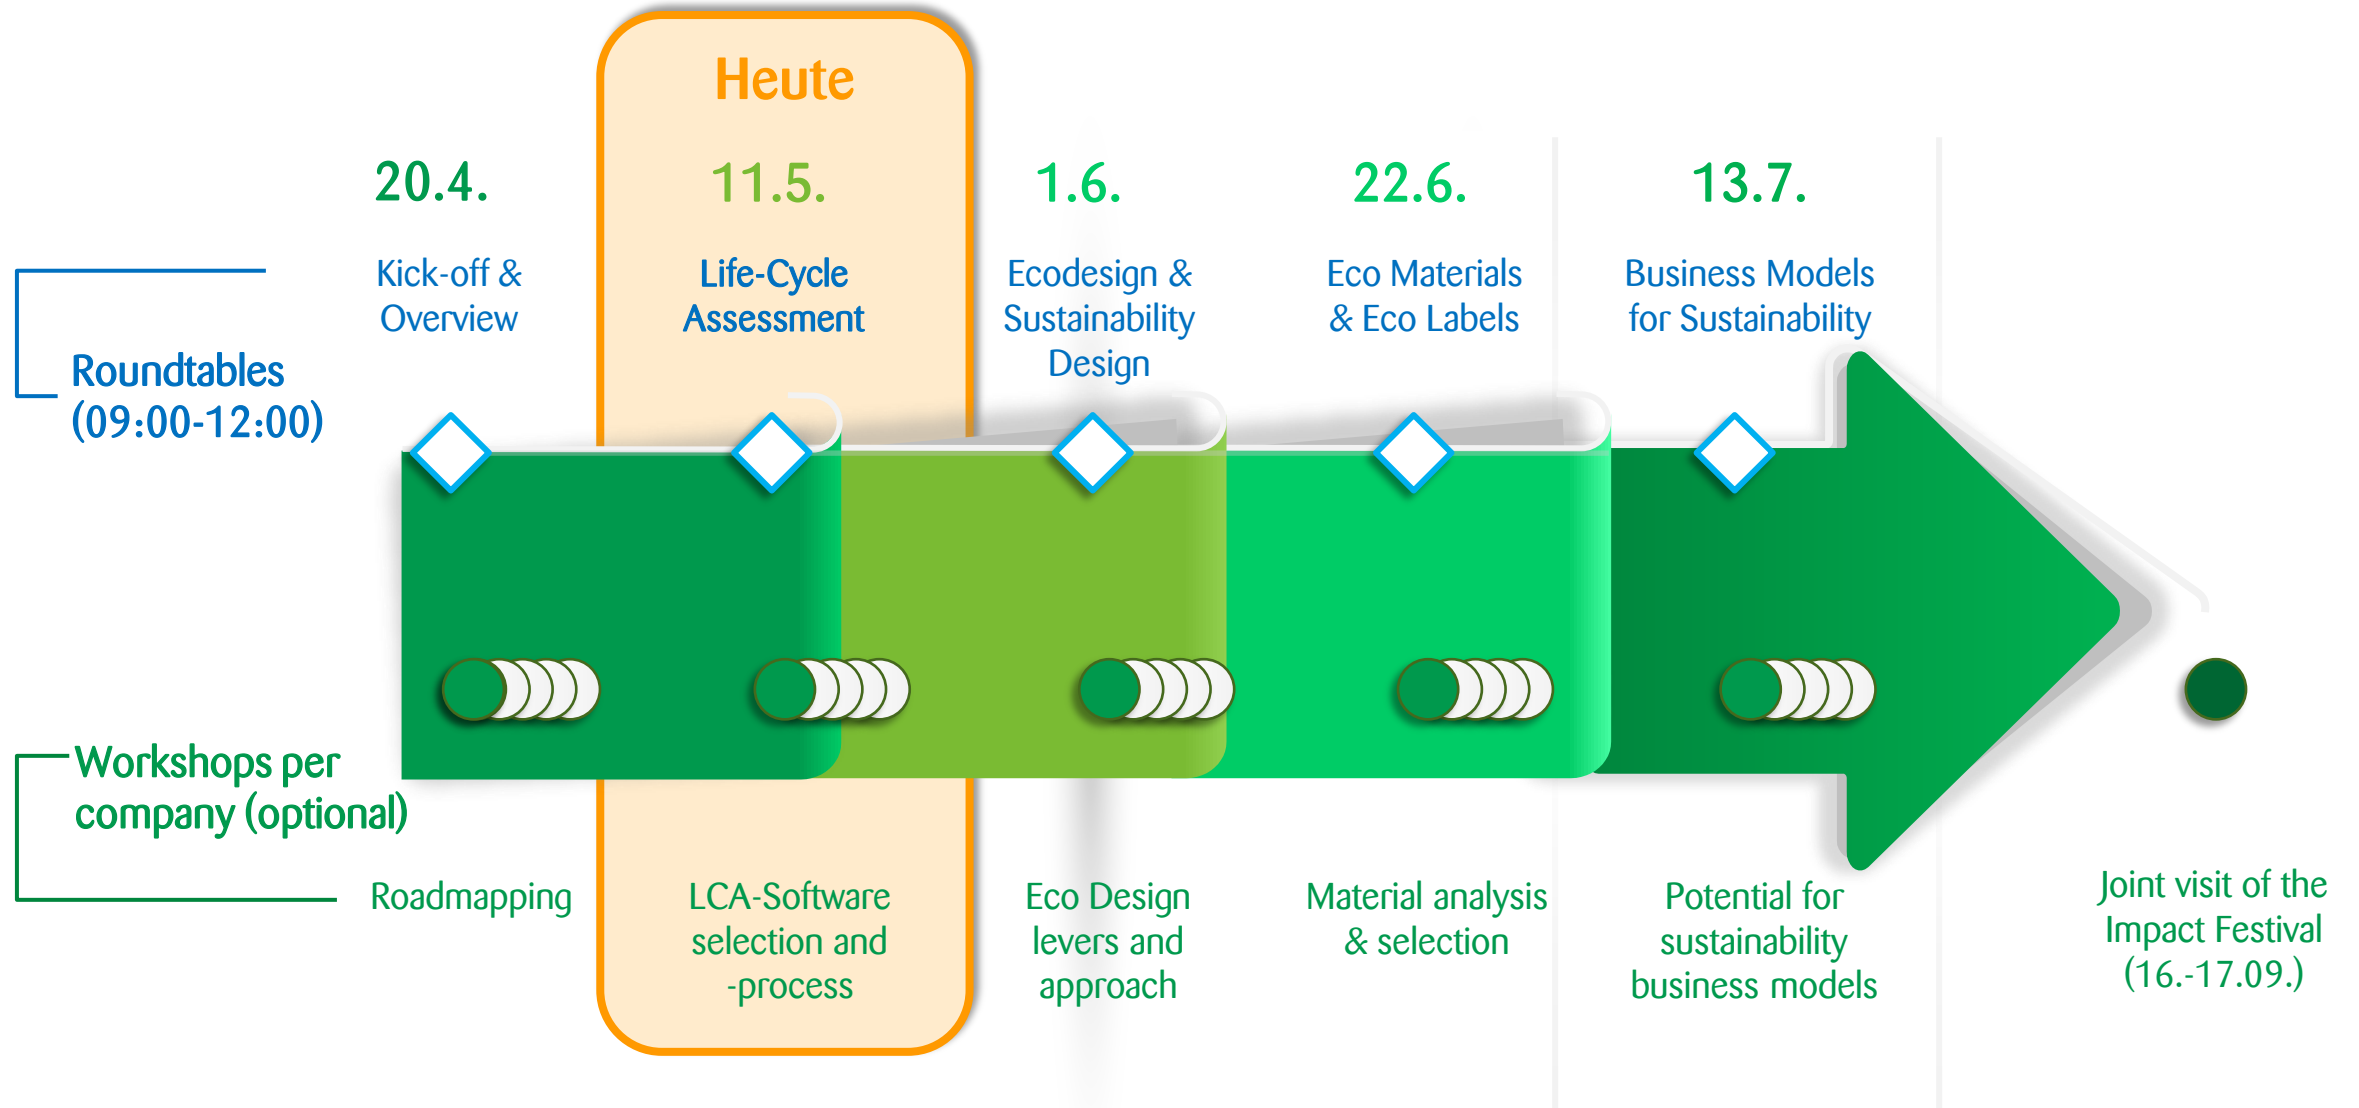 Heute
20.4.
11.5.
1.6.
22.6.
13.7.
Kick-off &
Overview
Life-Cycle
Assessment
Ecodesign &
Sustainability
Design
Eco Materials
& Eco Labels
Business Models
for Sustainability
Roundtables
(09:00-12:00)
Workshops per
company (optional)
Roadmapping
LCA-Software
selection and
-process
Eco Design
levers and
approach
Material analysis
& selection
Potential for
sustainability
business models
Joint visit of the
Impact Festival
(16.-17.09.)